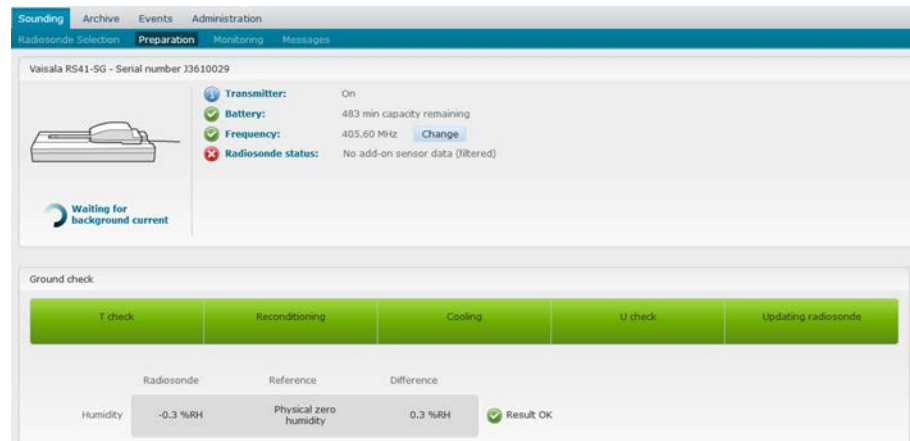 Sounding Archive Events Administration
Radiosonde Selection Preparation Monitoring Messages
Vaisala RS41-SG - Serial number J3610029
Transmitter: On
Battery: 483 min capacity remaining
Frequency: 405.60 MHz Change
Radiosonde status: No add-on sensor data (filtered)
Waiting for
background current
Ground check
T check Reconditioning Cooling U check Updating radiosonde
Radiosonde Reference Difference
Humidity -0.3 %RH Physical zero
humidity 0.3 %RH Result OK